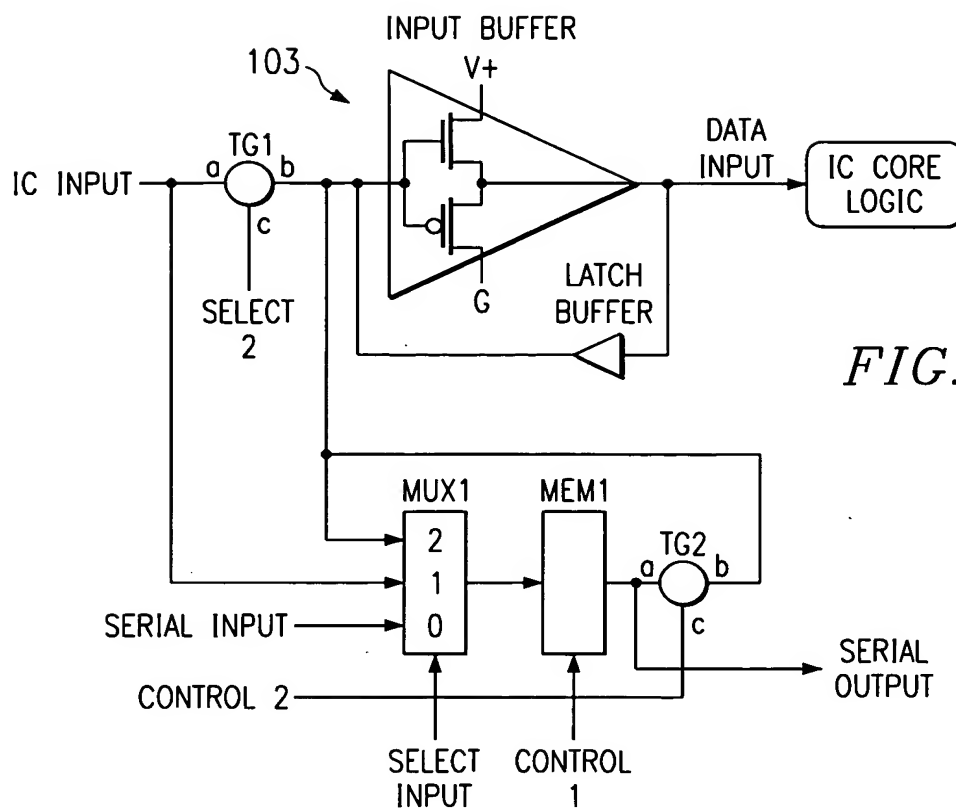 INPUT BUFFER
103
V+
TG1
a
b
c
IC INPUT
DATA
INPUT
IC CORE
LOGIC
SELECT
2
G
LATCH
BUFFER
FIG.
MUX1
MEM1
2
1
0
TG2
a
b
c
SERIAL INPUT
CONTROL 2
SERIAL
OUTPUT
SELECT
INPUT
CONTROL
1